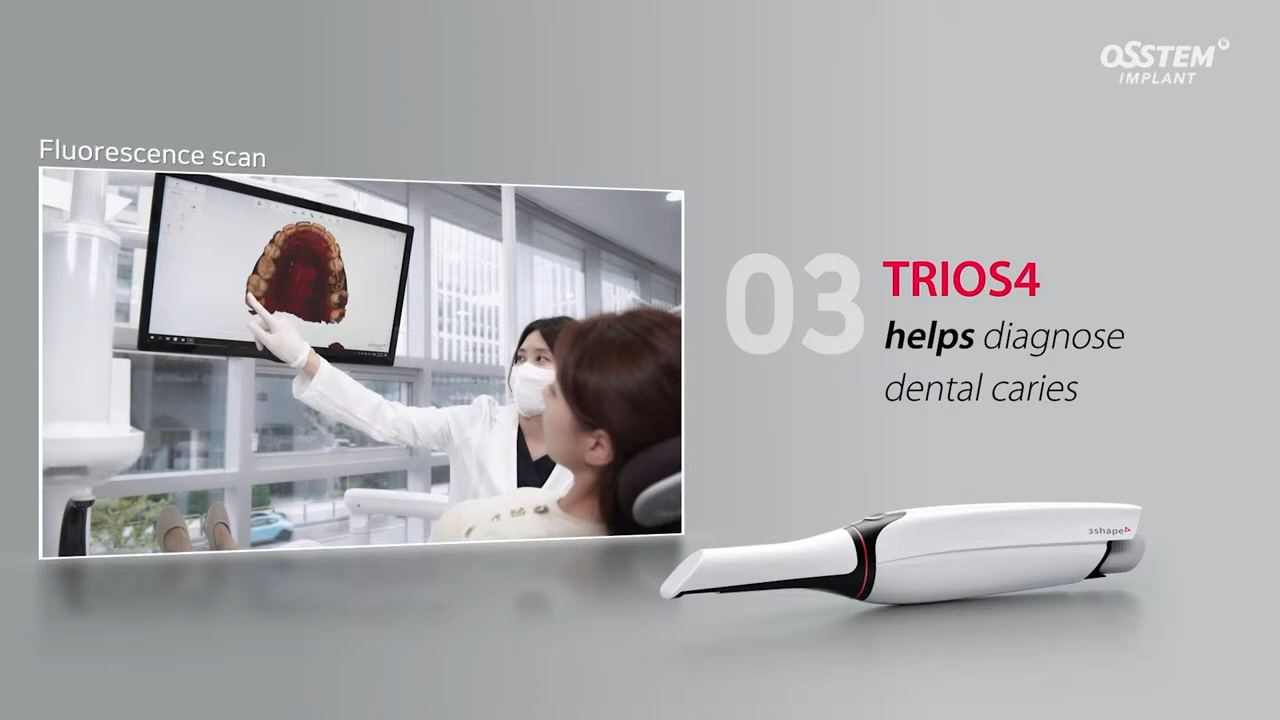 OSSTEM
IMPLANT
Fluorescence scan
03
TRIOS4
helps diagnose
dental caries
3shape